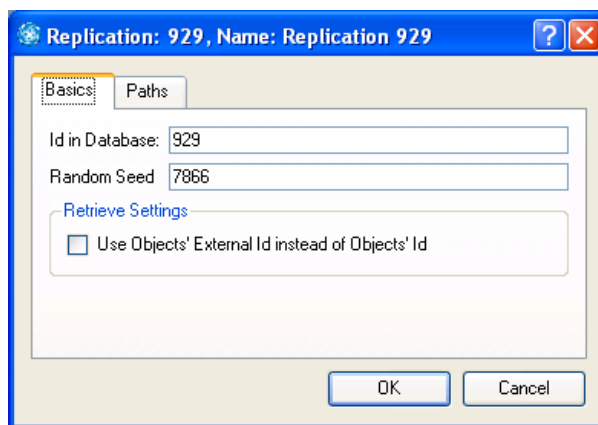 Replication: 929, Name: Replication 929
Basics Paths
Id in Database: 929
Random Seed 7866
Retrieve Settings
Use Objects' External Id instead of Objects' Id
OK Cancel